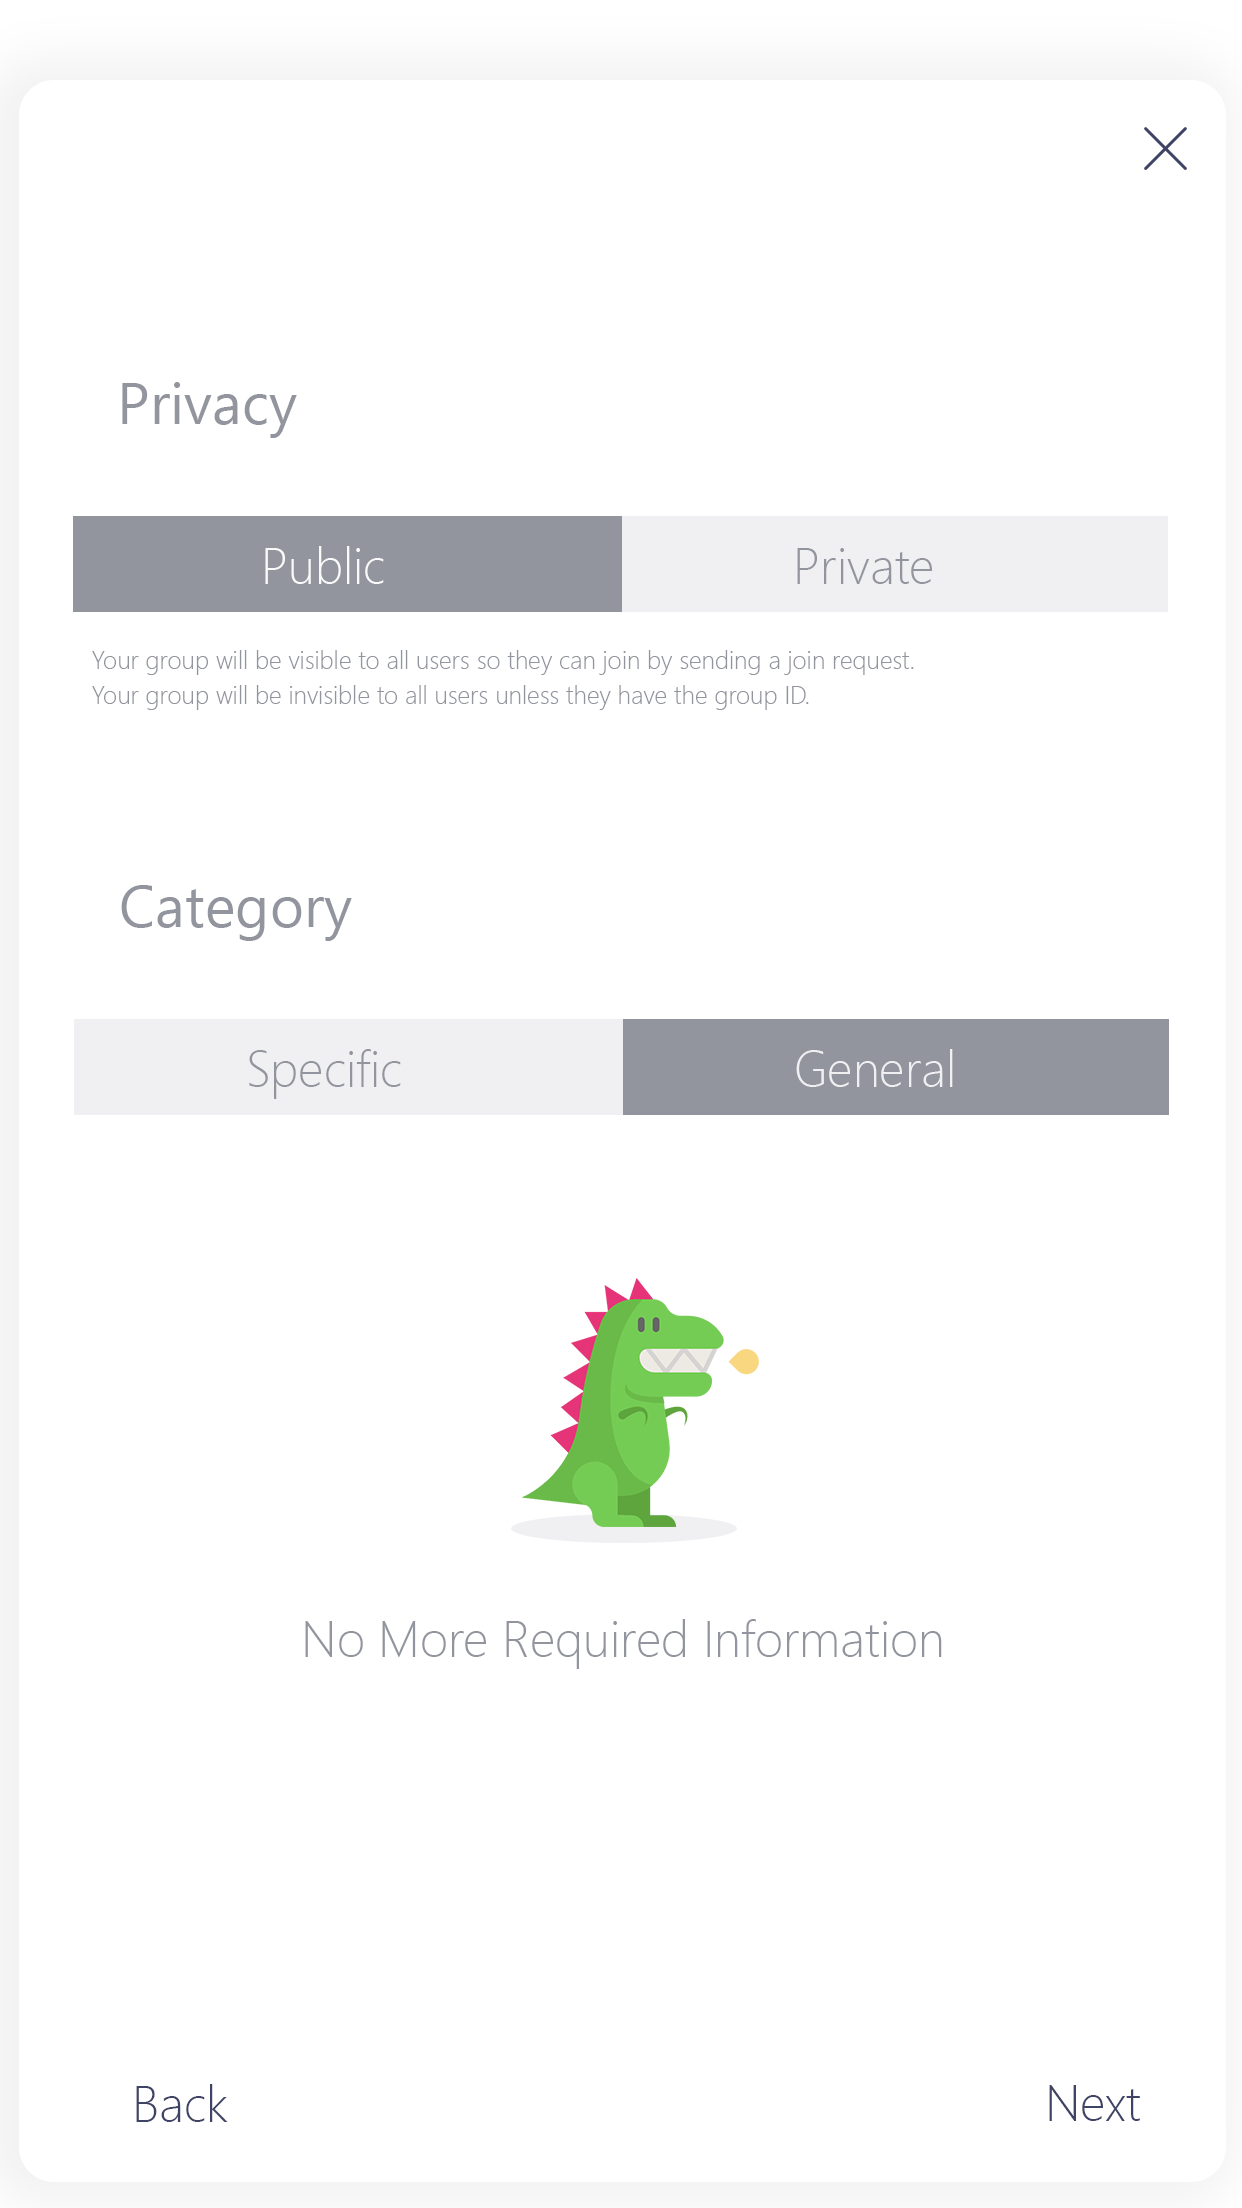 Privacy
Public
Private
Your group will be visible to all users so they can join by sending a join request.
Your group will be invisible to all users unless they have the group ID.
Category
Specific
General
No More Required Information
Back
Next